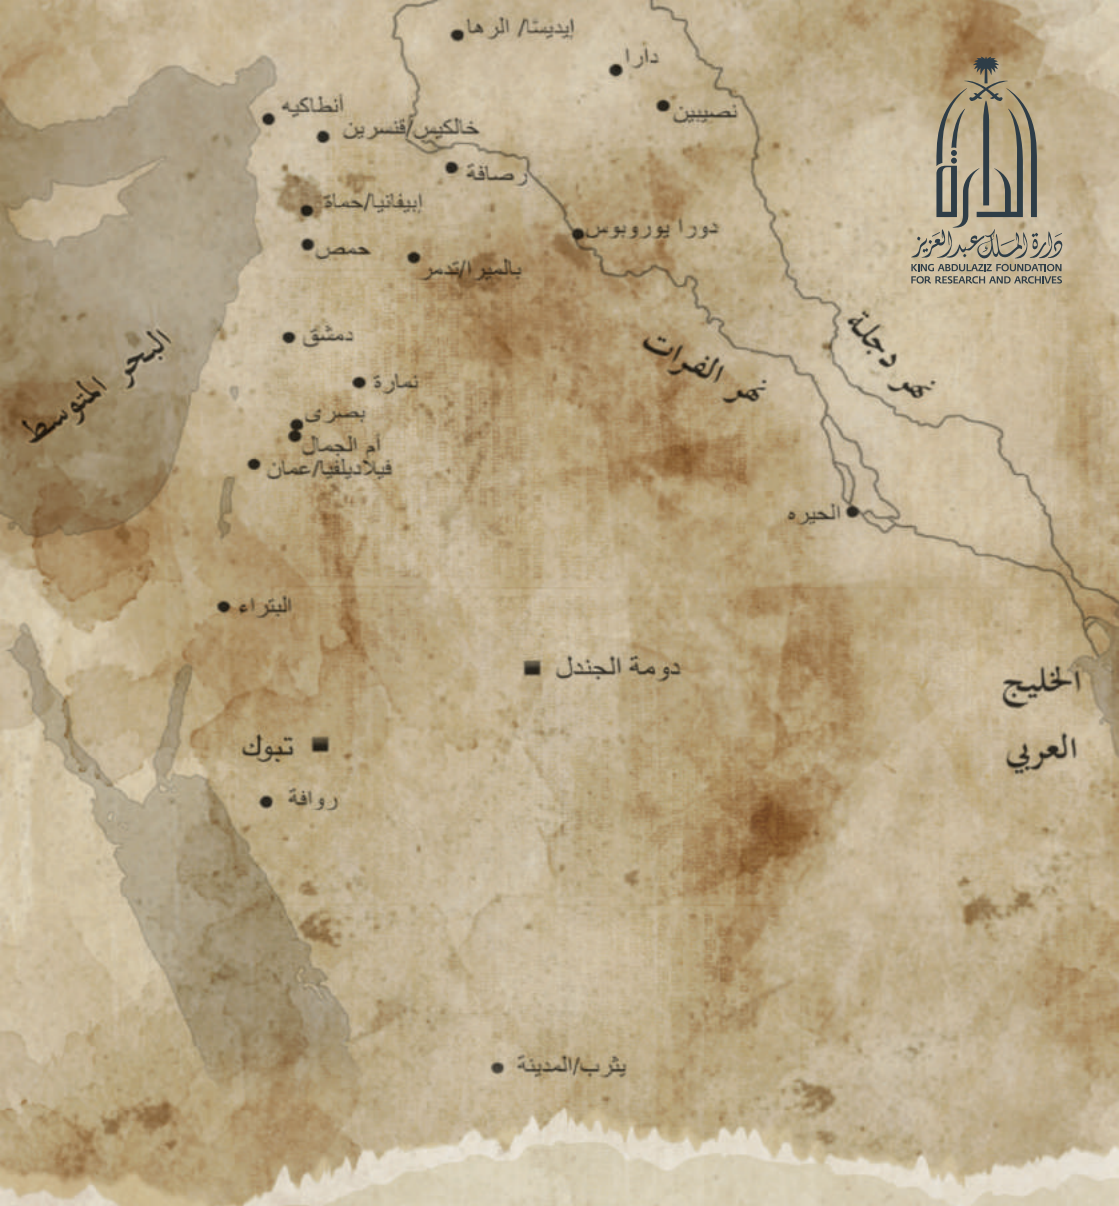 إيديسا/ الرها
دارا
نصيبين
أنطاكيه
خالكيس/قنسرين
رصافة
إبيفانيا/حماة
دورا يوروبوس
حمص
بالميرا/تدمر
الدارة
دارة الملك عبدالعزيز
KING ABDULAZIZ FOUNDATION
FOR RESEARCH AND ARCHIVES
البحر المتوسط
دمشق
نهر الفرات
نهر دجلة
نمارة
بصرى
أم الجمال
فيلاديلفيا/عمان
الحيره
البتراء
دومة الجندل
الخليج
العربي
تبوك
روافة
يثرب/المدينة